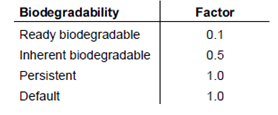 Biodegradability Factor
Ready biodegradable 0.1
Inherent biodegradable 0.5
Persistent 1.0
Default 1.0